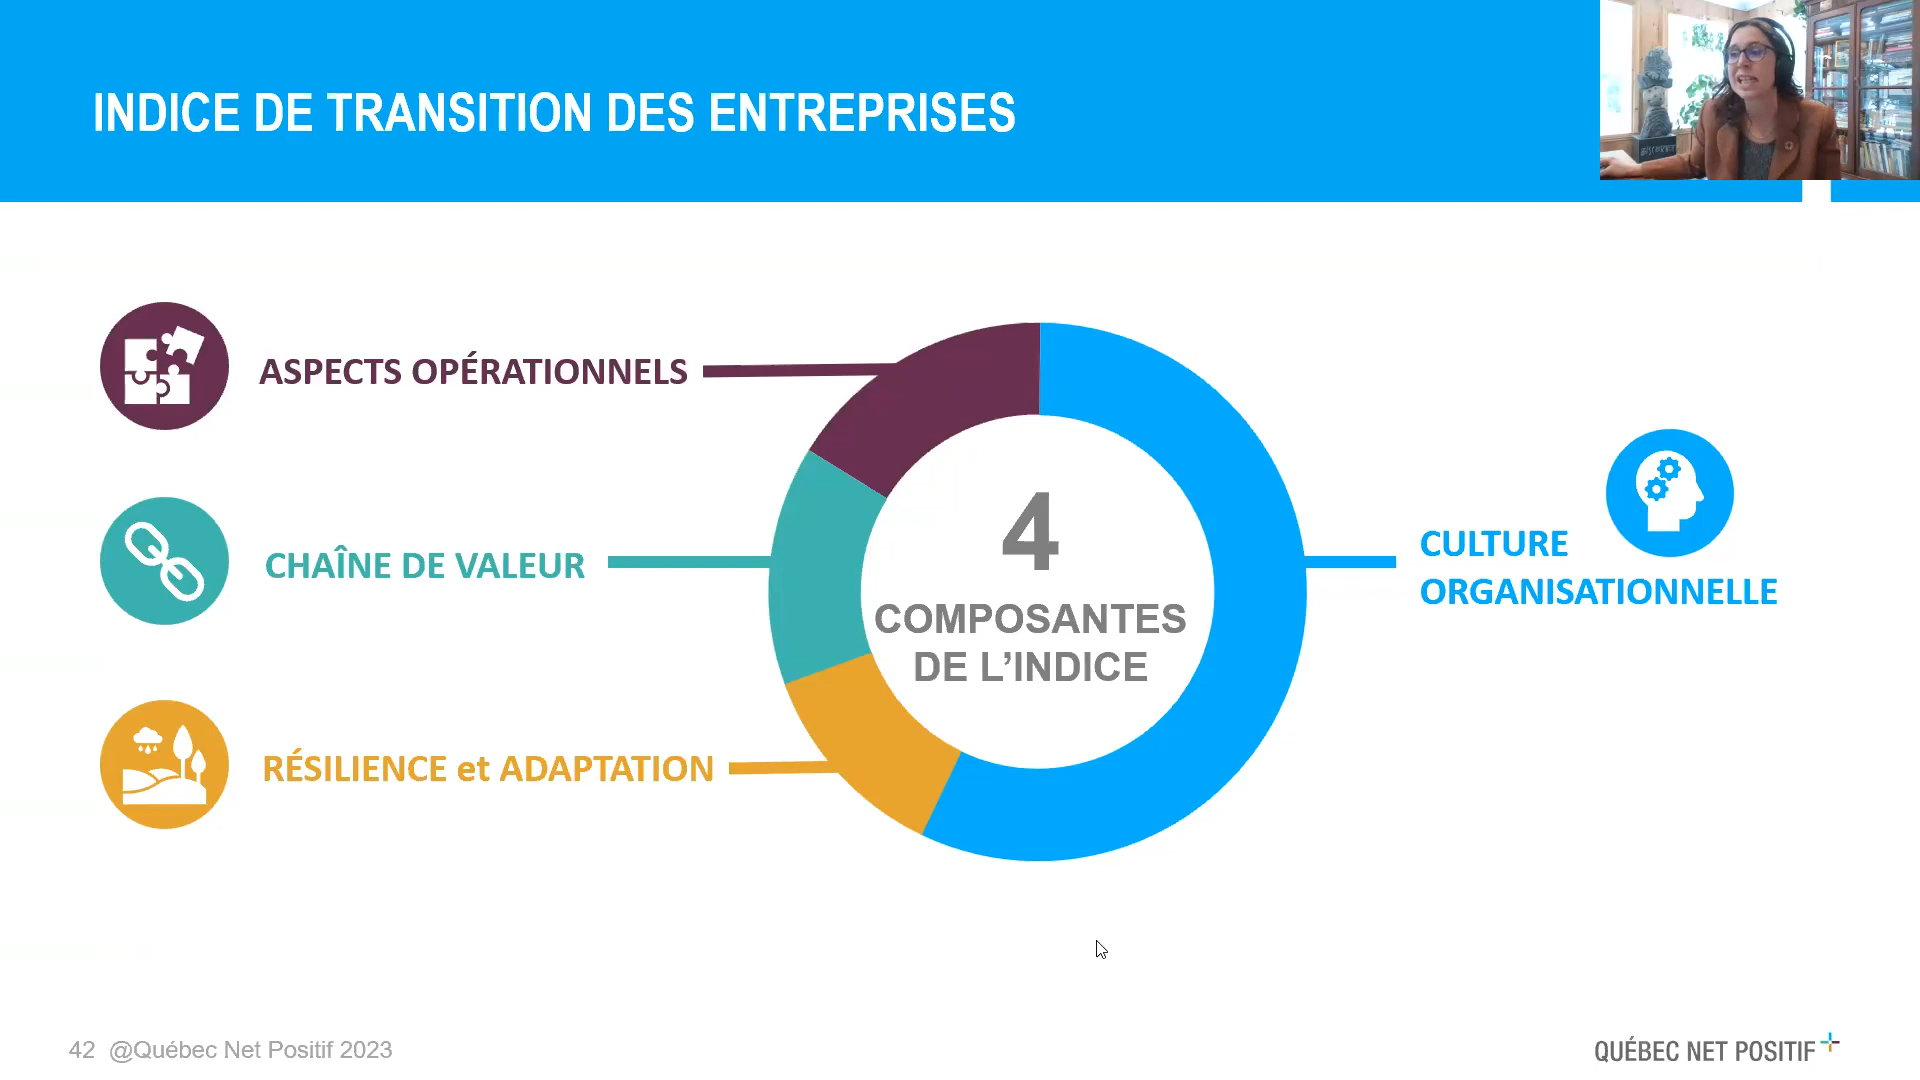 INDICE DE TRANSITION DES ENTREPRISES
ASPECTS OPÉRATIONNELS
CHAÎNE DE VALEUR
RÉSILIENCE et ADAPTATION
4
COMPOSANTES
DE L’INDICE
CULTURE
ORGANISATIONNELLE
42 @Québec Net Positif 2023
QUÉBEC NET POSITIF